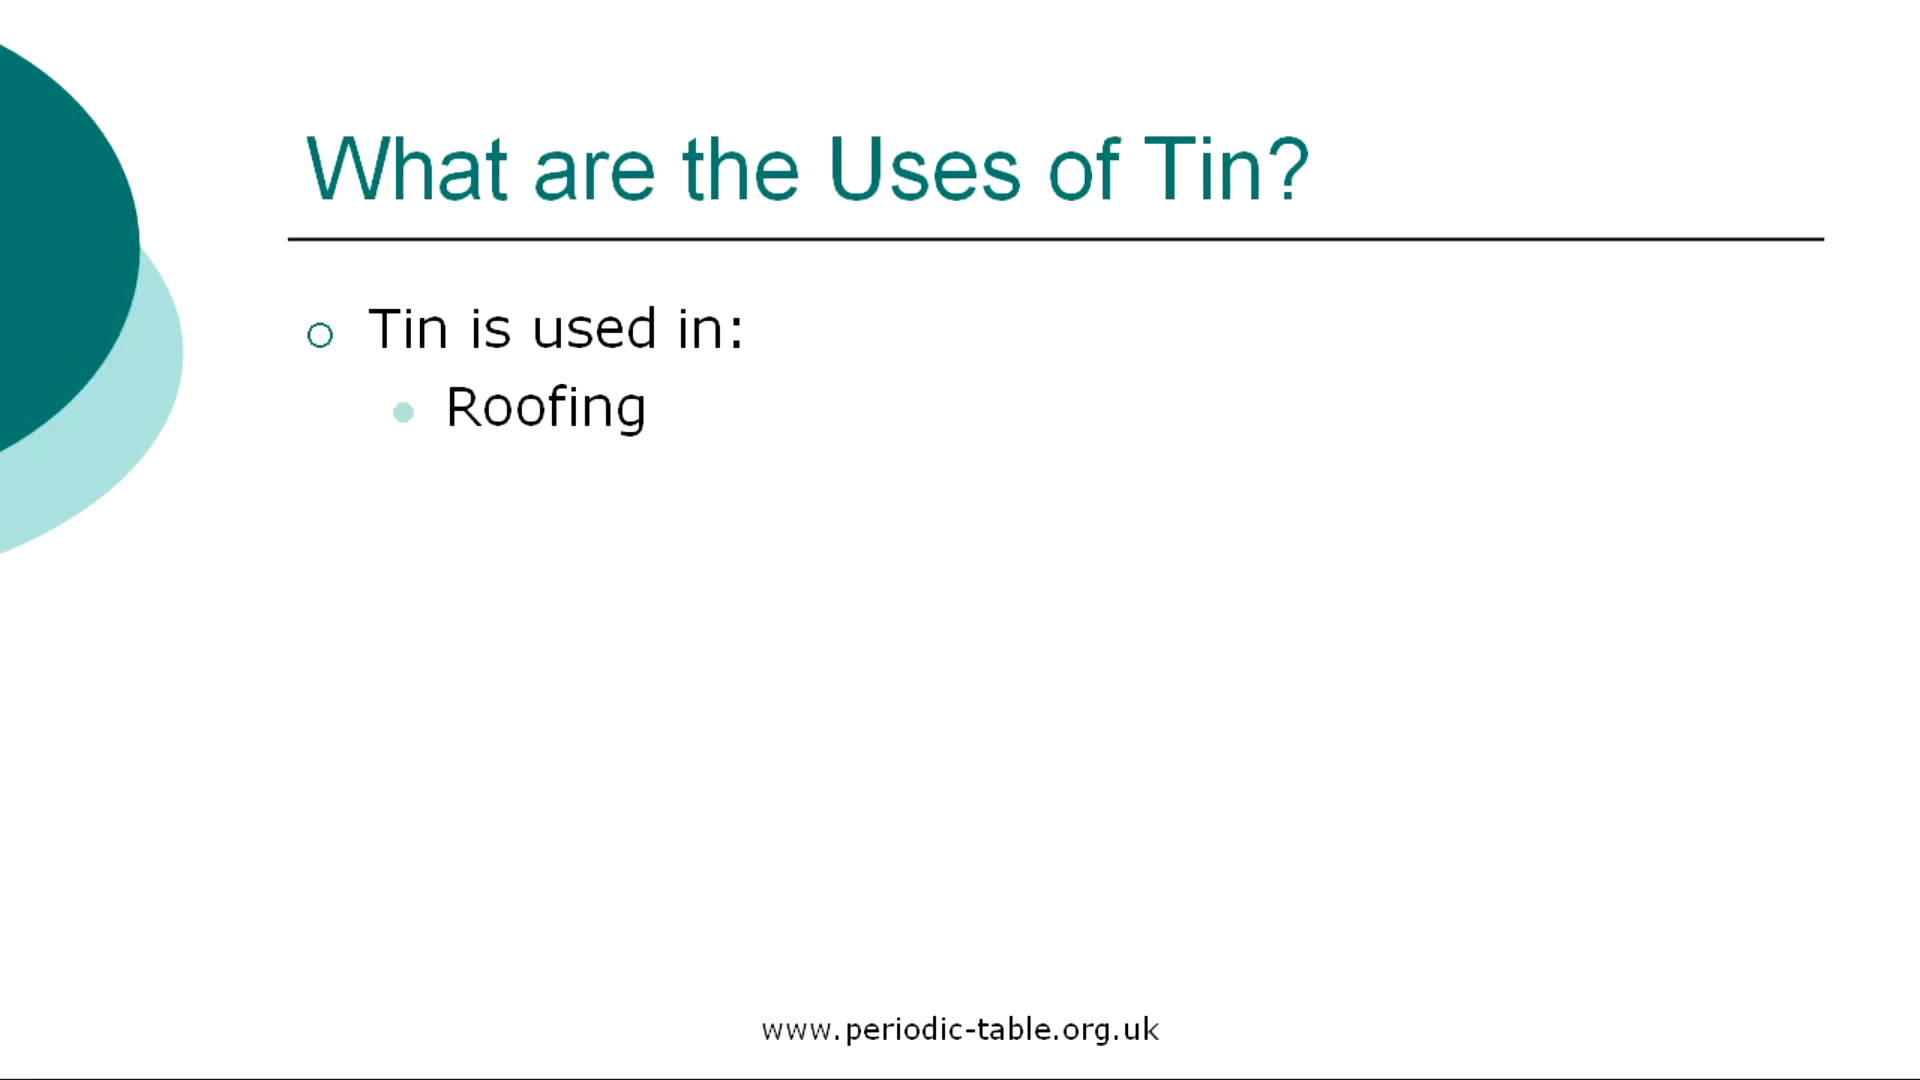 What are the Uses of Tin?
Tin is used in:
Roofing
www.periodic-table.org.uk